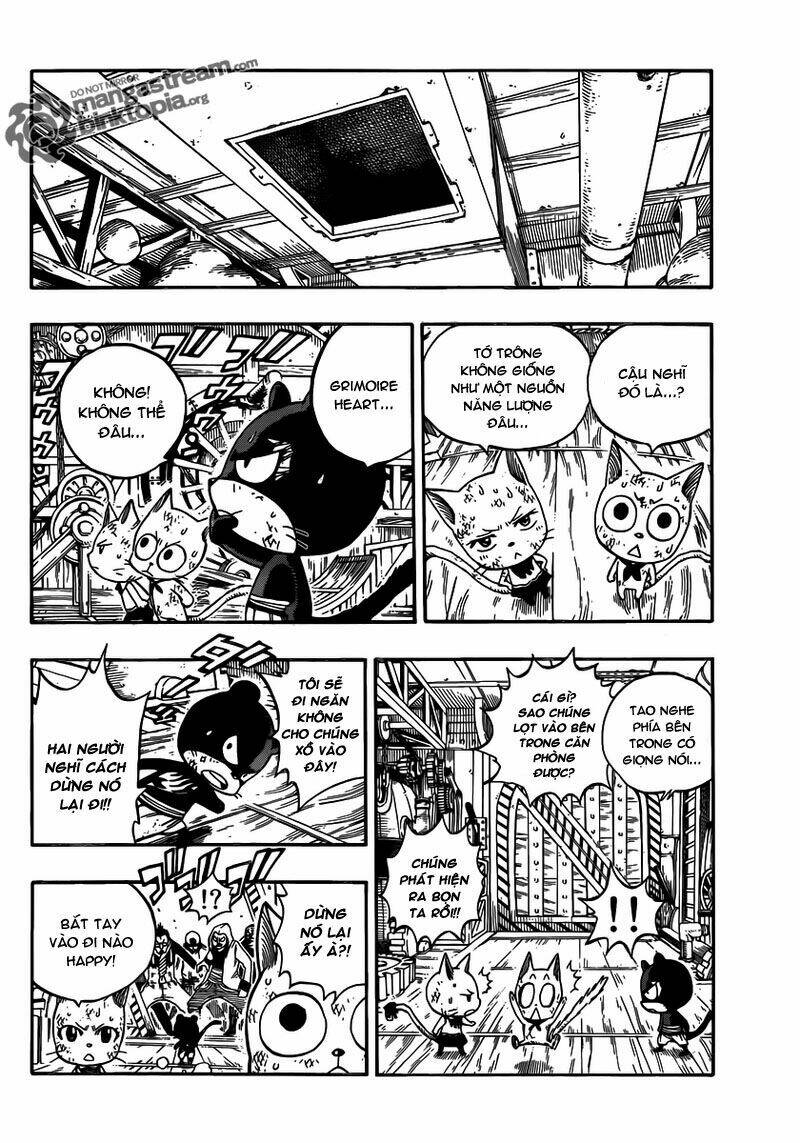 DO NOT MIRROR
mangastream.com
binktopia.org
CẬU NGHĨ
ĐÓ LÀ...?
TỚ TRÔNG
KHÔNG GIỐNG
NHƯ MỘT NGUỒN
NĂNG LƯỢNG
ĐÂU...
GRIMOIRE
HEART...
KHÔNG!
KHÔNG THỂ
ĐÂU...
TAO NGHE
PHÍA BÊN
TRONG CÓ
GIỌNG NÓI...
CÁI GÌ?
SAO CHÚNG
LỌT VÀO BÊN
TRONG CĂN
PHÒNG
ĐƯỢC?
CHÚNG
PHÁT HIỆN
RA BỌN
TA RỒI!!
!!
TÔI SẼ
ĐI NGĂN
KHÔNG
CHO CHÚNG
XỔ VÀO
ĐÂY!
HAI NGƯỜI
NGHĨ CÁCH
DỪNG NÓ
LẠI ĐI!!
!?
DỪNG
NÓ LẠI
ẤY À?!
BẮT TAY
VÀO ĐI NÀO
HAPPY!